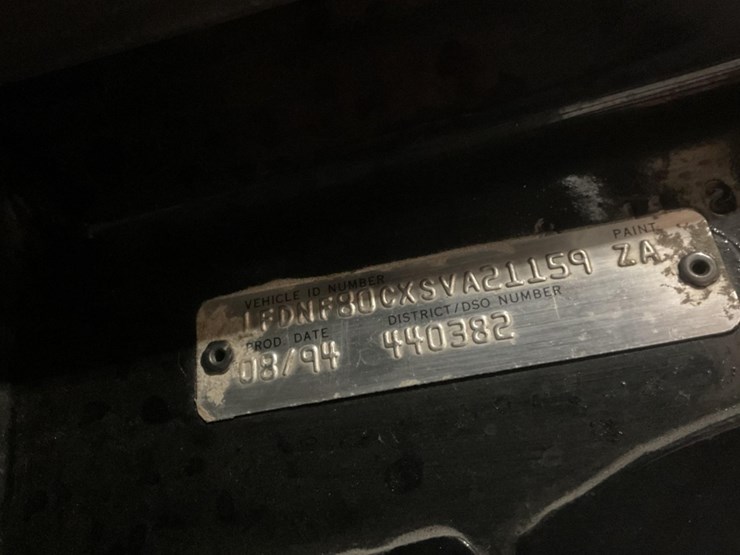 VEHICLE ID NUMBER PAINT
1FDNF80CXSVA21159 ZA
PROD DATE DISTRICT/DSO NUMBER
08/94 440382